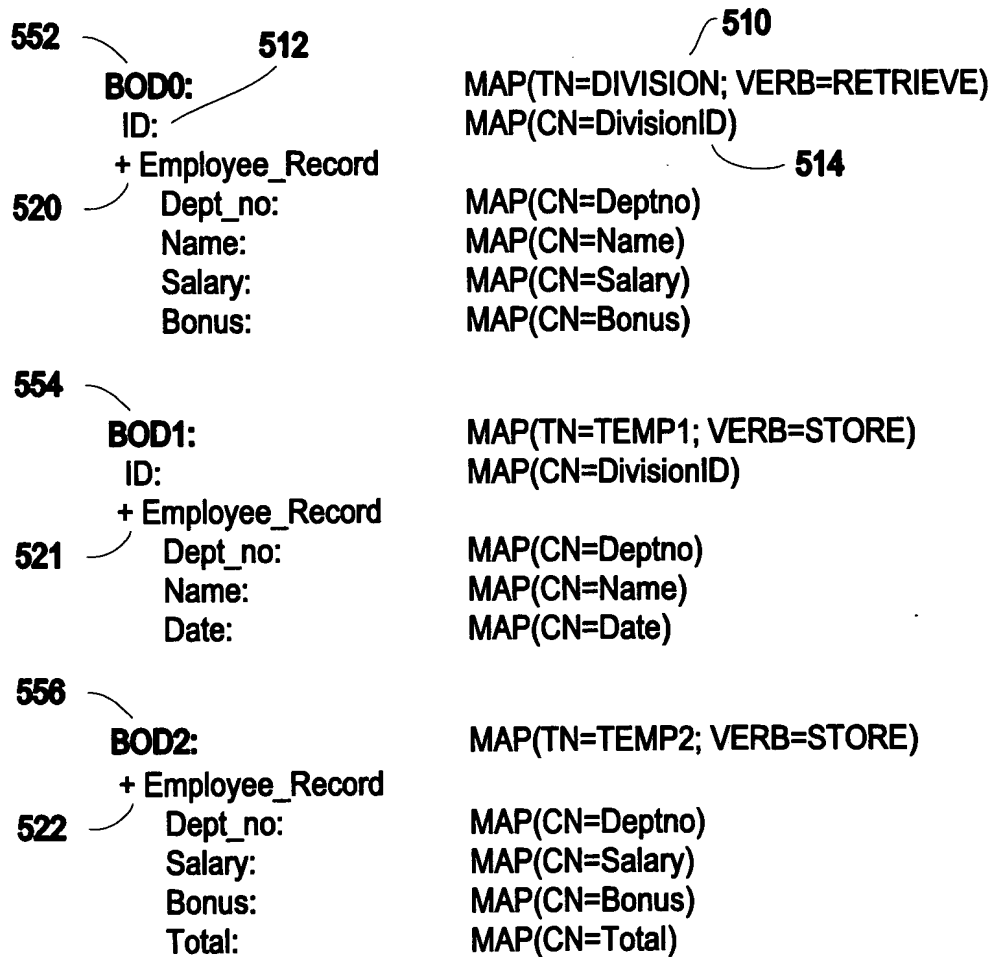 552 512 510
BOD0: MAP(TN=DIVISION; VERB=RETRIEVE)
ID: MAP(CN=DivisionID)
+ Employee_Record 514
520 Dept_no: MAP(CN=Deptno)
Name: MAP(CN=Name)
Salary: MAP(CN=Salary)
Bonus: MAP(CN=Bonus)
554
BOD1: MAP(TN=TEMP1; VERB=STORE)
ID: MAP(CN=DivisionID)
+ Employee_Record
521 Dept_no: MAP(CN=Deptno)
Name: MAP(CN=Name)
Date: MAP(CN=Date)
556
BOD2: MAP(TN=TEMP2; VERB=STORE)
+ Employee_Record
522 Dept_no: MAP(CN=Deptno)
Salary: MAP(CN=Salary)
Bonus: MAP(CN=Bonus)
Total: MAP(CN=Total)